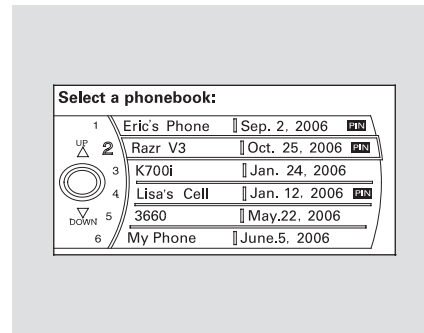 Select a phonebook:
1 Eric's Phone Sep. 2, 2006 PIN
UP 2 Razr V3 Oct. 25, 2006 PIN
3 K700i Jan. 24, 2006
4 Lisa's Cell Jan. 12, 2006 PIN
DOWN 5 3660 May.22, 2006
6 My Phone June.5, 2006